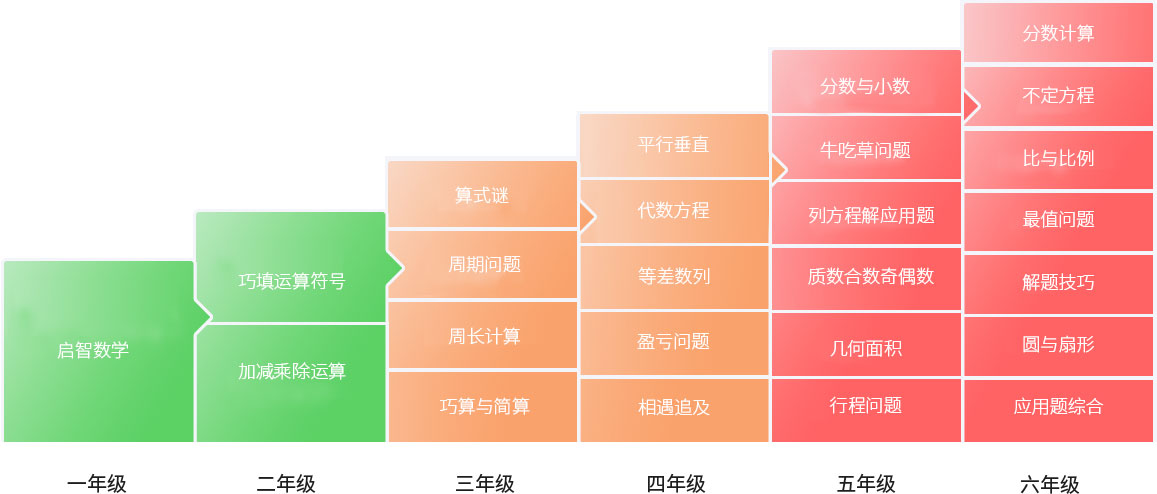 启智数学
一年级
巧填运算符号
加减乘除运算
二年级
算式谜
周期问题
周长计算
巧算与简算
三年级
平行垂直
代数方程
等差数列
盈亏问题
相遇追及
四年级
分数与小数
牛吃草问题
列方程解应用题
质数合数奇偶数
几何面积
行程问题
五年级
分数计算
不定方程
比与比例
最值问题
解题技巧
圆与扇形
应用题综合
六年级